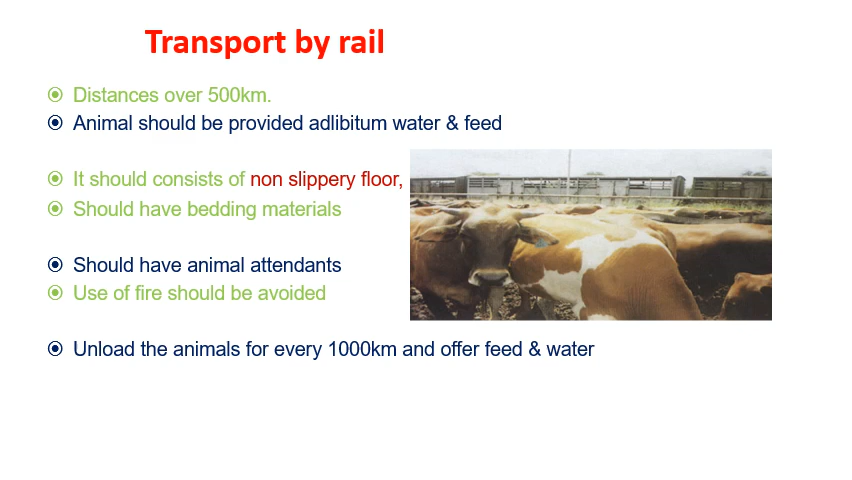 Transport by rail
Distances over 500km.
Animal should be provided adlibitum water & feed
It should consists of non slippery floor,
Should have bedding materials
Should have animal attendants
Use of fire should be avoided
Unload the animals for every 1000km and offer feed & water